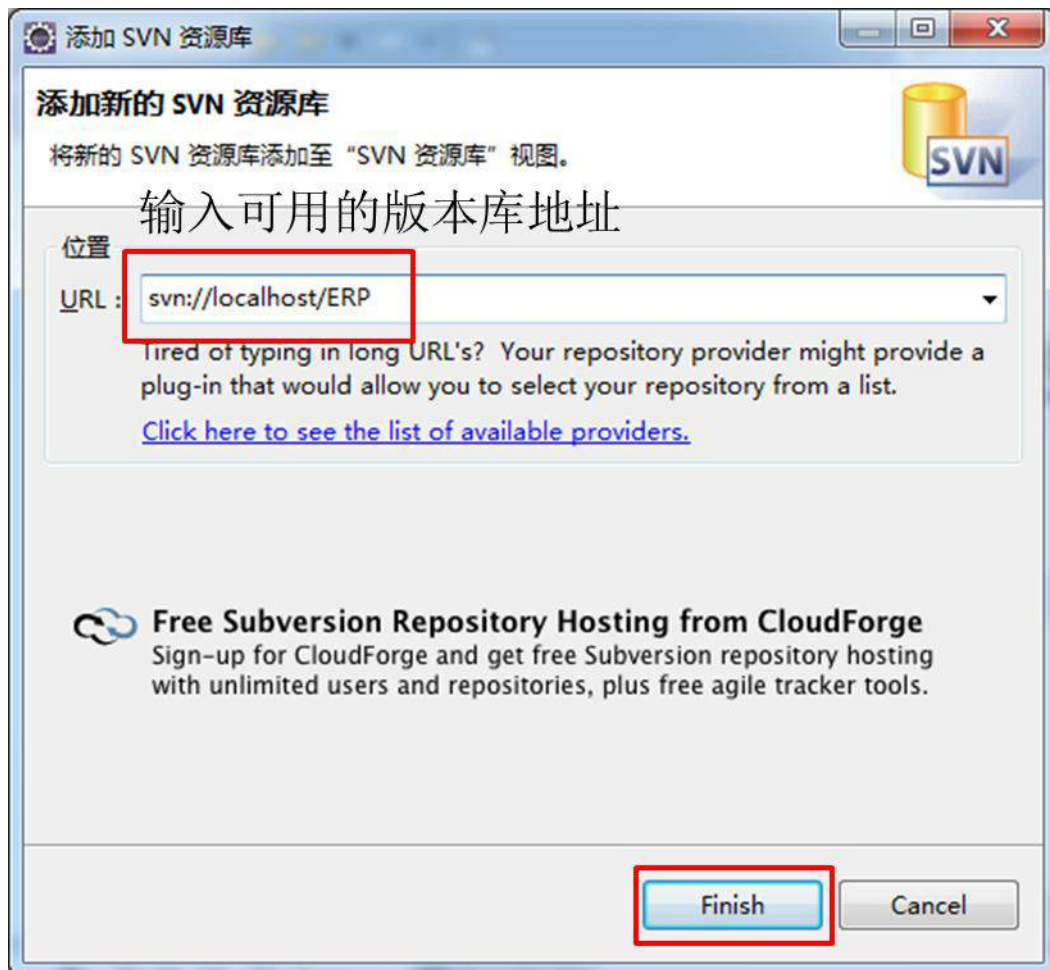 添加 SVN 资源库
添加新的 SVN 资源库
将新的 SVN 资源库添加至“SVN 资源库”视图。
SVN
输入可用的版本库地址
位置
URL : svn://localhost/ERP
Tired of typing in long URL's? Your repository provider might provide a
plug-in that would allow you to select your repository from a list.
Click here to see the list of available providers.
Free Subversion Repository Hosting from CloudForge
Sign-up for CloudForge and get free Subversion repository hosting
with unlimited users and repositories, plus free agile tracker tools.
Finish Cancel